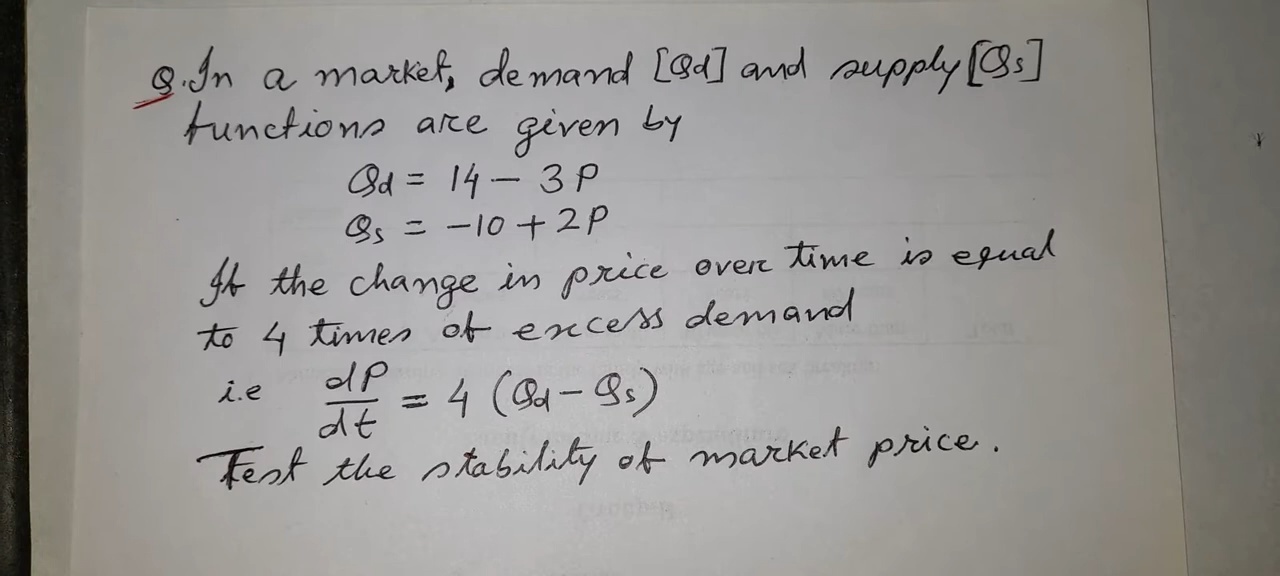 Q. In a market, demand [Qd] and supply [Qs]
functions are given by
Qd = 14 - 3P
Qs = -10 + 2P
If the change in price over time is equal
to 4 times of excess demand
i.e dP/dt = 4 (Qd - Qs)
Test the stability of market price.